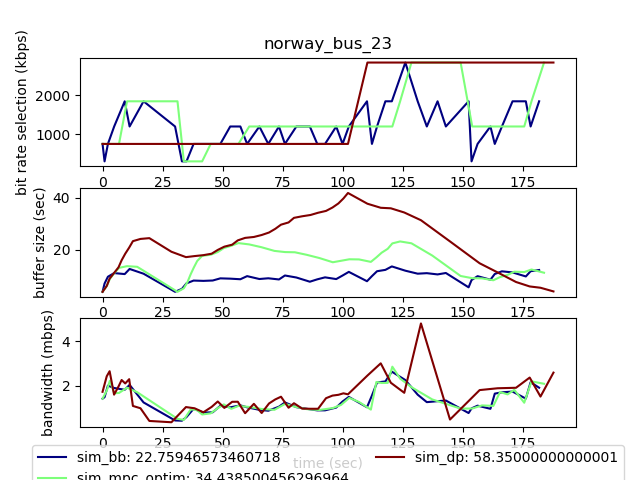 norway_bus_23
bit rate selection (kbps)
2000
1000
0 25 50 75 100 125 150 175
buffer size (sec)
40
20
0 25 50 75 100 125 150 175
bandwidth (mbps)
4
2
0 25 50 75 100 125 150 175
time (sec)
sim_bb: 22.75946573460718
sim_dp: 58.35000000000001
sim_mpc_optim: 34.438500456296964